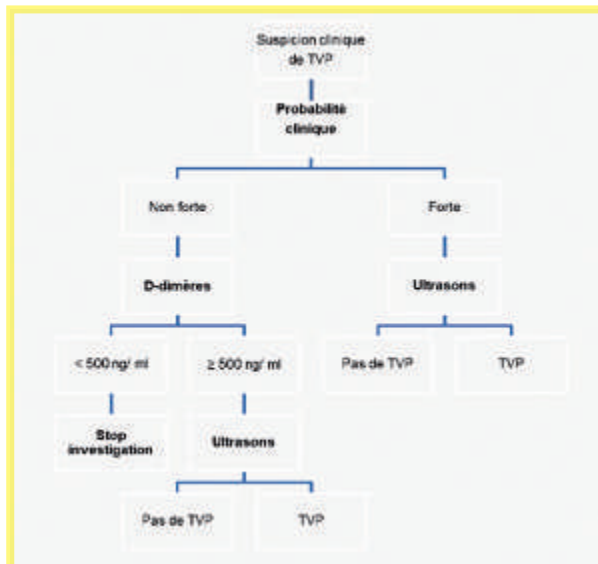 Suspicion clinique
de TVP
Probabilité
clinique
Non forte
Forte
D-dimères
Ultrasons
< 500 ng/ ml
≥ 500 ng/ ml
Pas de TVP
TVP
Stop
investigation
Ultrasons
Pas de TVP
TVP